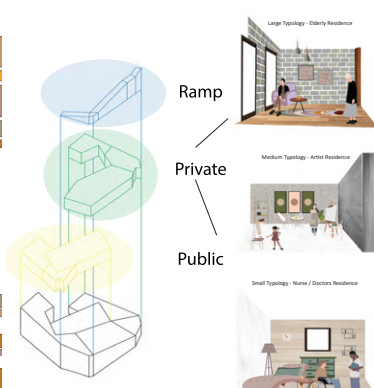 Large Typology - Elderly Residence
Ramp
Private
Medium Typology - Artist Residence
Public
Small Typology - Nurse / Doctors Residence